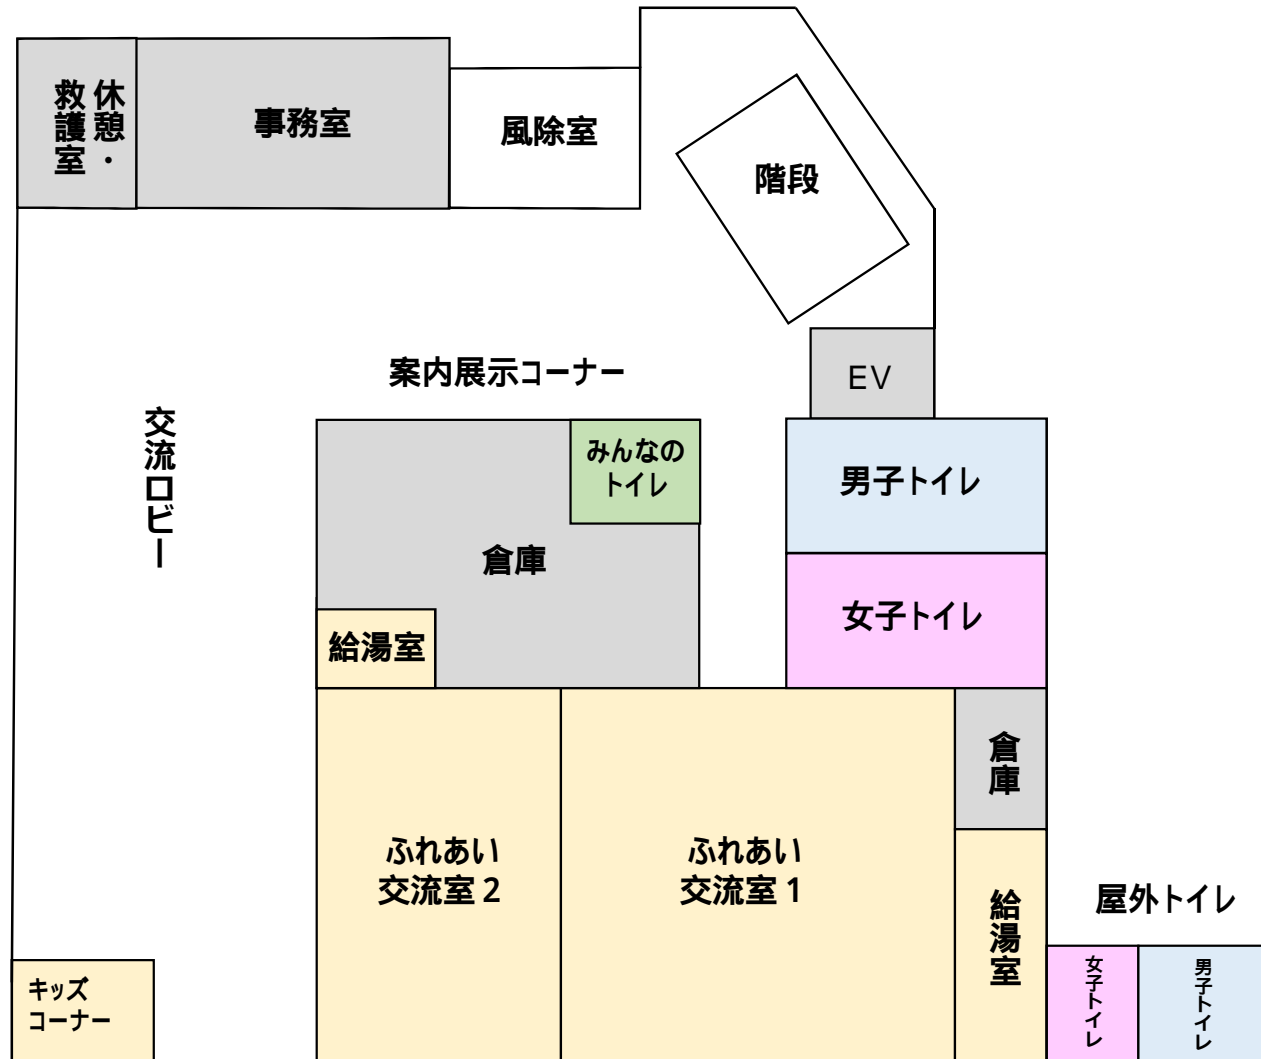 休憩・
救護室
事務室
風除室
階段
案内展示コーナー
EV
交流ロビー
みんなの
トイレ
男子トイレ
倉庫
女子トイレ
給湯室
倉庫
ふれあい
交流室2
ふれあい
交流室1
給湯室
屋外トイレ
キッズ
コーナー
女子トイレ
男子トイレ